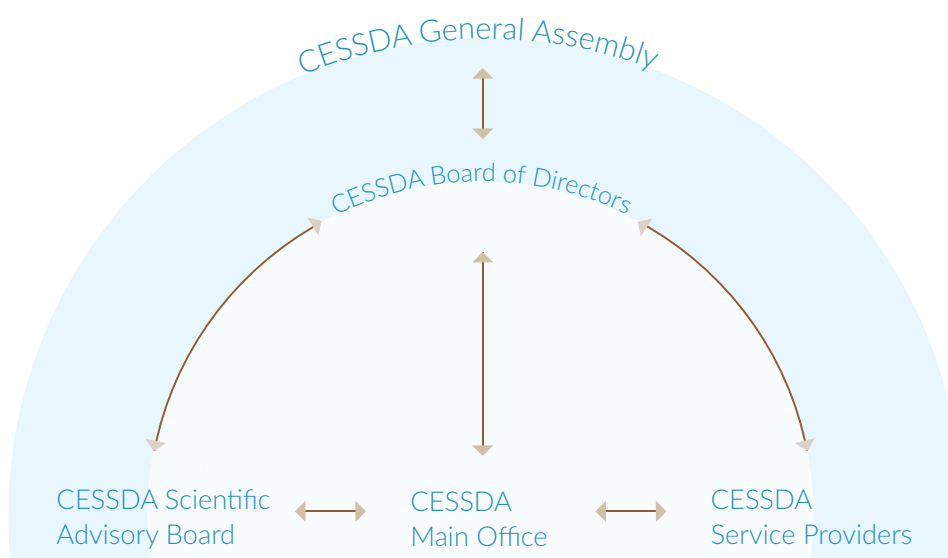 CESSDA General Assembly
CESSDA Board of Directors
CESSDA Scientific
Advisory Board
CESSDA
Main Office
CESSDA
Service Providers